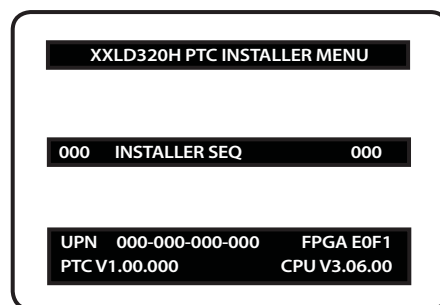 XXLD320H PTC INSTALLER MENU
000 INSTALLER SEQ 000
UPN 000-000-000-000 FPGA E0F1
PTC V1.00.000 CPU V3.06.00